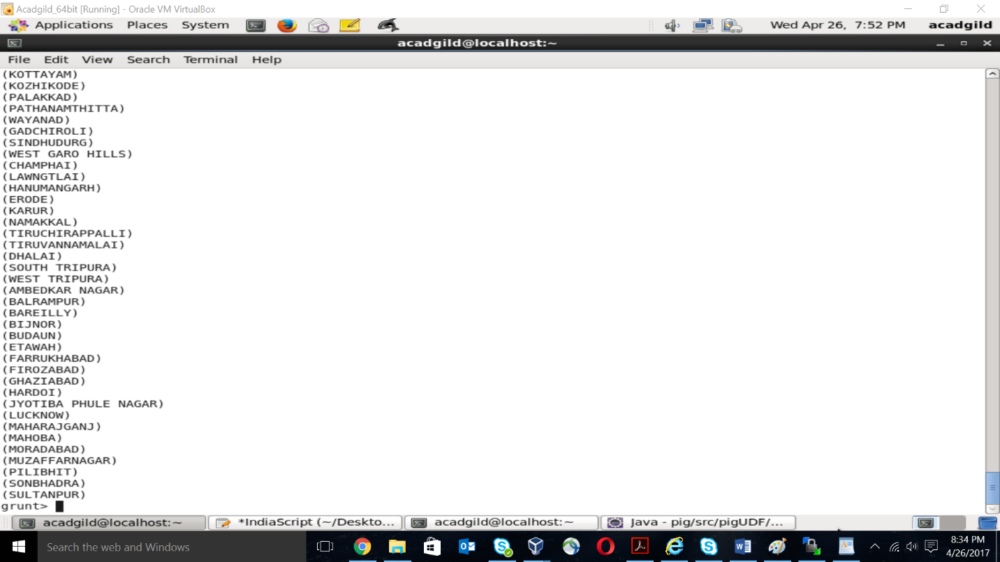 Acadgild_64bit [Running] - Oracle VM VirtualBox
Applications Places System Wed Apr 26, 7:52 PM acadgild
acadgild@localhost:~
File Edit View Search Terminal Help
(KOTTAYAM)
(KOZHIKODE)
(PALAKKAD)
(PATHANAMTHITTA)
(WAYANAD)
(GADCHIROLI)
(SINDHUDURG)
(WEST GARO HILLS)
(CHAMPHAI)
(LAWNGTLAI)
(HANUMANGARH)
(ERODE)
(KARUR)
(NAMAKKAL)
(TIRUCHIRAPPALLI)
(TIRUVANNAMALAI)
(DHALAI)
(SOUTH TRIPURA)
(WEST TRIPURA)
(AMBEDKAR NAGAR)
(BALRAMPUR)
(BAREILLY)
(BIJNOR)
(BUDAUN)
(ETAWAH)
(FARRUKHABAD)
(FIROZABAD)
(GHAZIABAD)
(HARDOI)
(JYOTIBA PHULE NAGAR)
(LUCKNOW)
(MAHARAJGANJ)
(MAHOBA)
(MORADABAD)
(MUZAFFARNAGAR)
(PILIBHIT)
(SONBHADRA)
(SULTANPUR)
grunt>
acadgild@localhost:~ *IndiaScript (~/Deskto... acadgild@localhost:~ Java - pig/src/pigUDF/...
Search the web and Windows
8:34 PM
4/26/2017